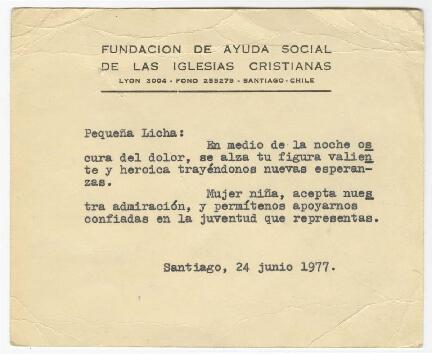 FUNDACION DE AYUDA SOCIAL
DE LAS IGLESIAS CRISTIANAS
LYON 3004 - FONO 255279 - SANTIAGO - CHILE
Pequeña Licha:
En medio de la noche os
cura del dolor, se alza tu figura valien
te y heroica trayéndonos nuevas esperan-
zas.
Mujer niña, acepta nues
tra admiración, y permítenos apoyarnos
confiadas en la juventud que representas.
Santiago, 24 junio 1977.